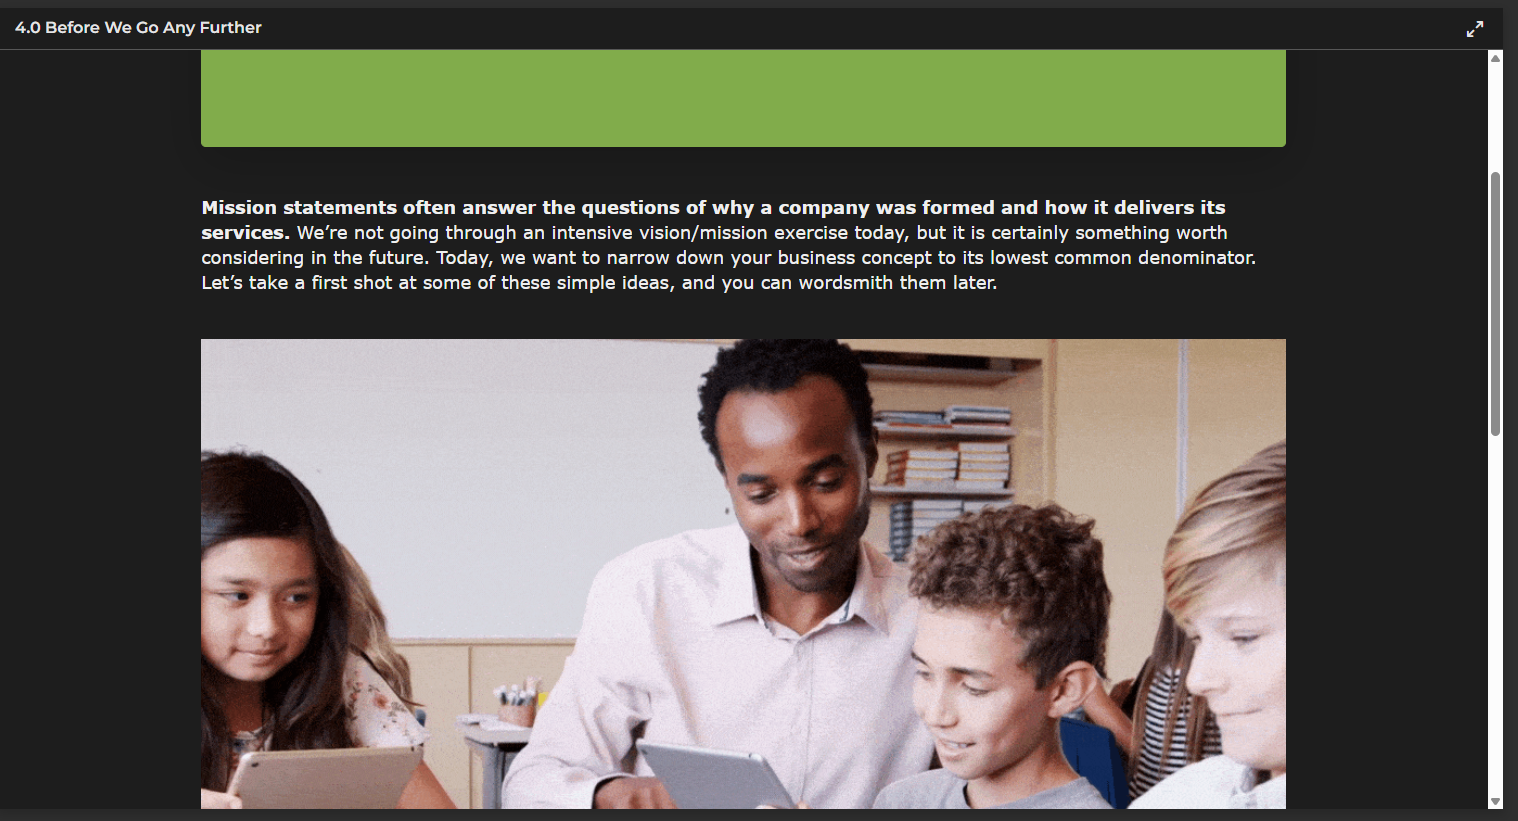 4.0 Before We Go Any Further
Mission statements often answer the questions of why a company was formed and how it delivers its
services. We’re not going through an intensive vision/mission exercise today, but it is certainly something worth
considering in the future. Today, we want to narrow down your business concept to its lowest common denominator.
Let’s take a first shot at some of these simple ideas, and you can wordsmith them later.